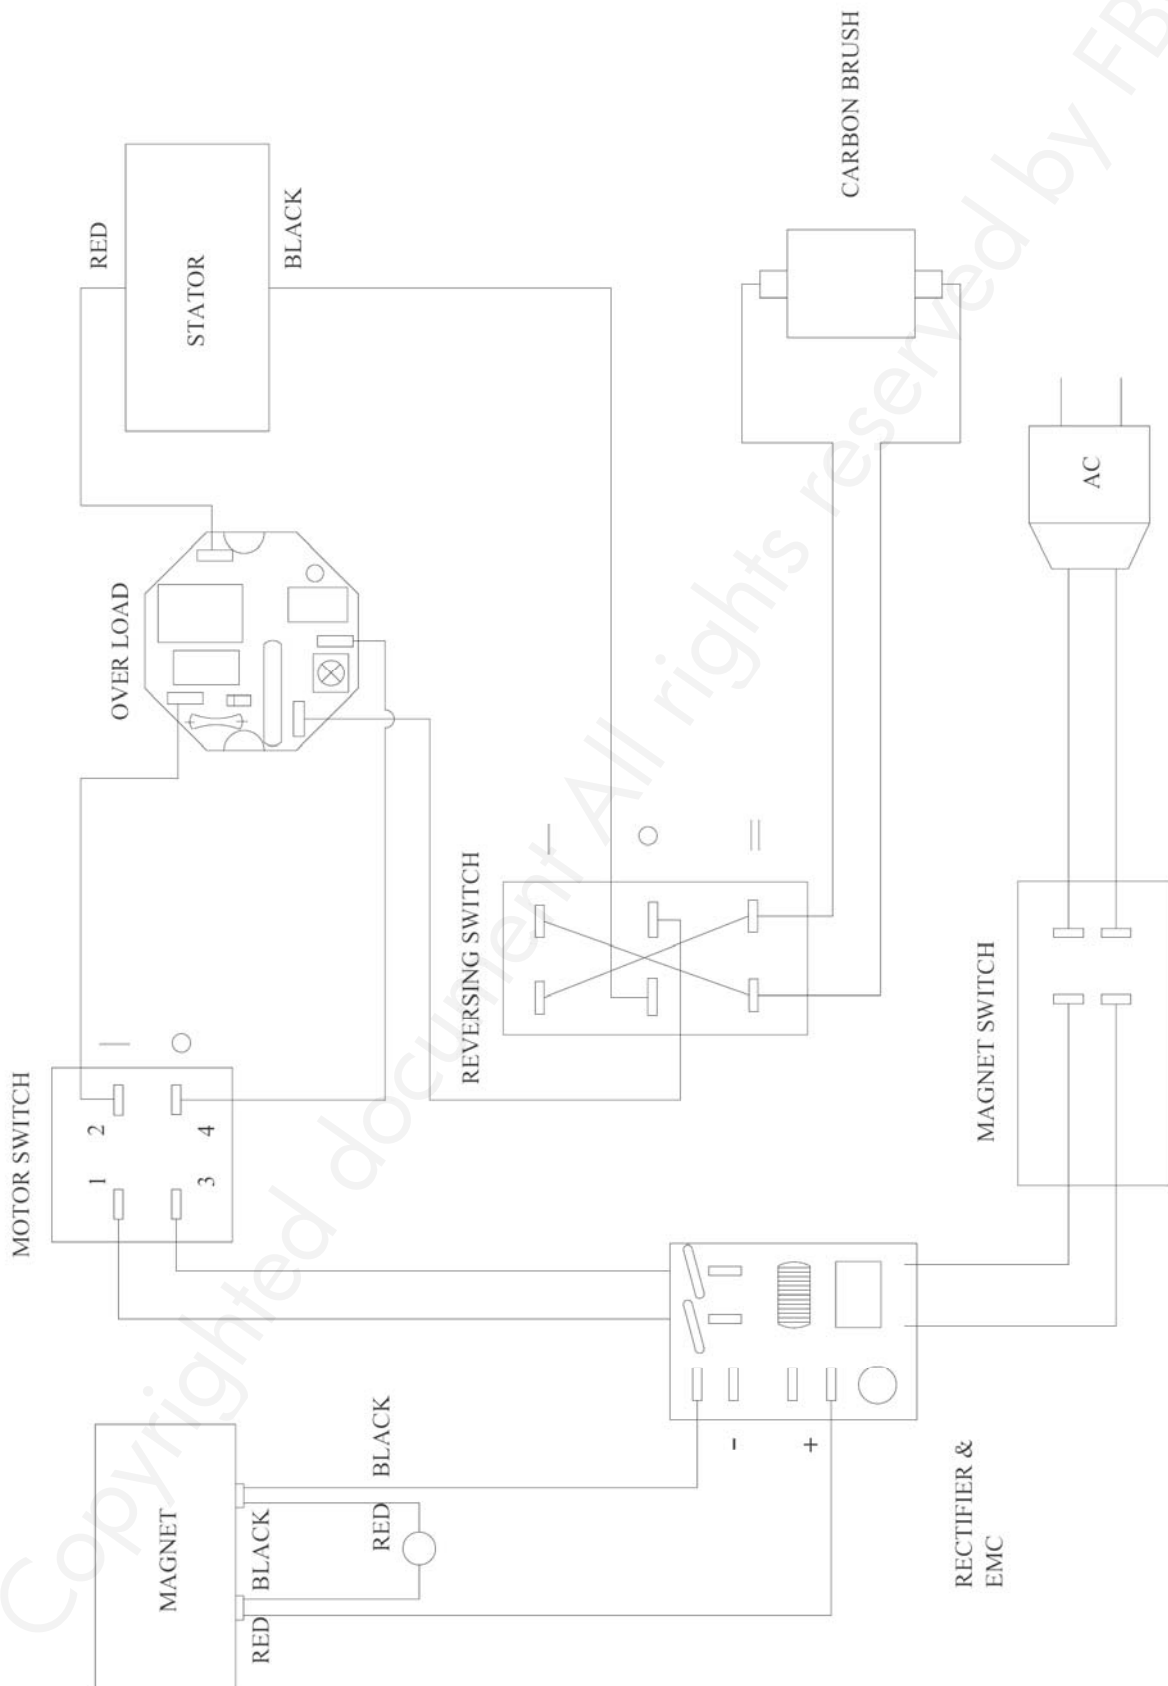 MOTOR SWITCH
1
2
3
4
OVER LOAD
RED
STATOR
BLACK
MAGNET
RED
BLACK
RED
BLACK
REVERSING SWITCH
CARBON BRUSH
-
+
RECTIFIER &
EMC
MAGNET SWITCH
AC
Copyrighted document All rights reserved by FB